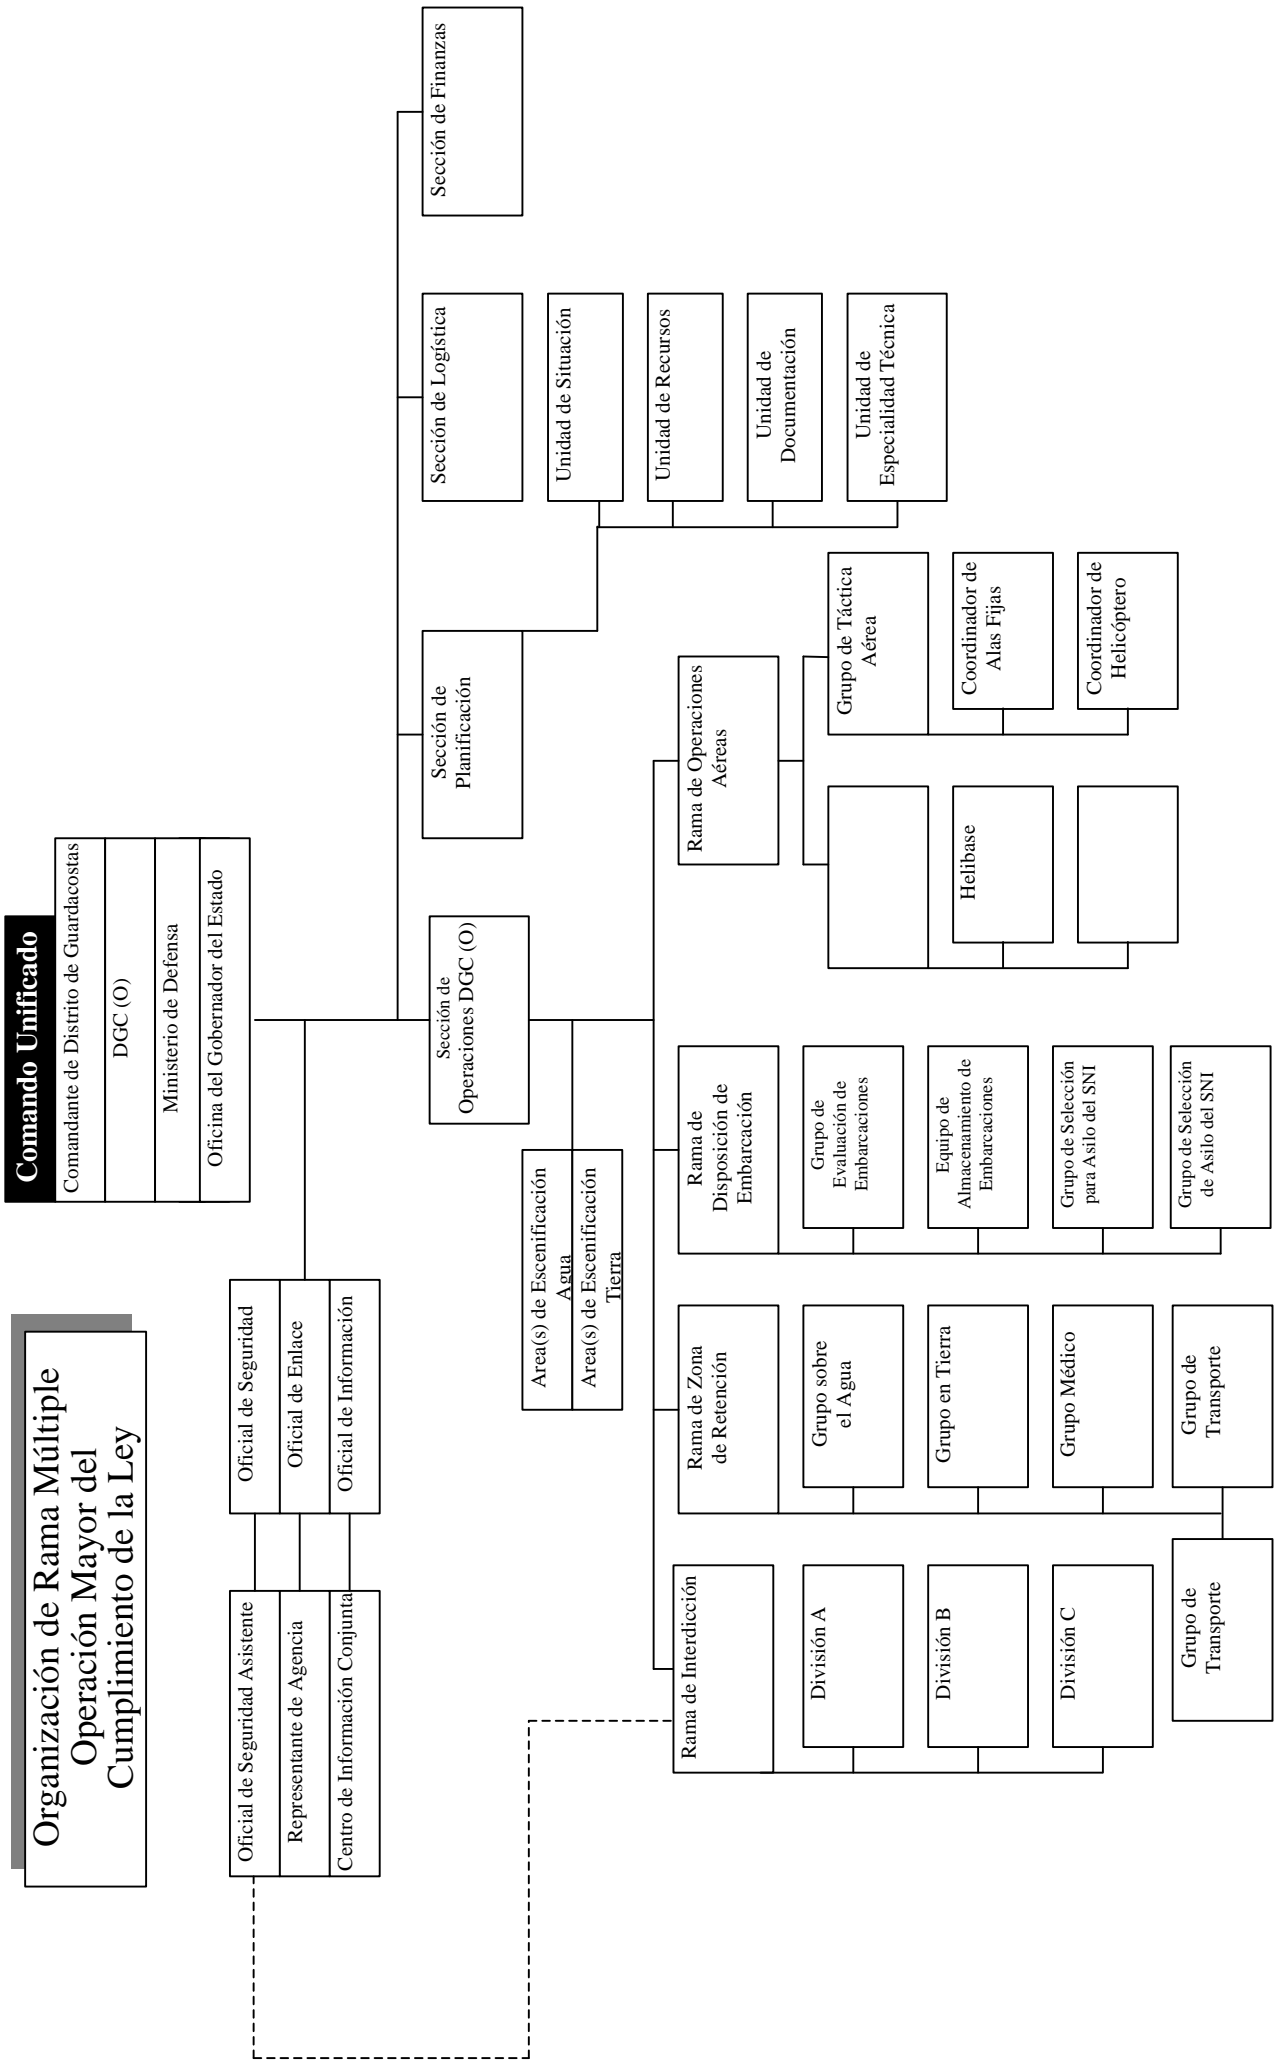 Organización de Rama Múltiple
Operación Mayor del
Cumplimiento de la Ley
Comando Unificado
Comandante de Distrito de Guardacostas
DGC (O)
Ministerio de Defensa
Oficina del Gobernador del Estado
Oficial de Seguridad Asistente
Oficial de Seguridad
Representante de Agencia
Oficial de Enlace
Centro de Información Conjunta
Oficial de Información
Sección de
Operaciones DGC (O)
Sección de
Planificación
Sección de Logística
Sección de Finanzas
Area(s) de Escenificación
Agua
Area(s) de Escenificación
Tierra
Unidad de Situación
Unidad de Recursos
Unidad de
Documentación
Unidad de
Especialidad Técnica
Rama de Interdicción
División A
División B
División C
Grupo de
Transporte
Rama de Zona
de Retención
Grupo sobre
el Agua
Grupo en Tierra
Grupo Médico
Grupo de
Transporte
Rama de
Disposición de
Embarcación
Grupo de
Evaluación de
Embarcaciones
Equipo de
Almacenamiento de
Embarcaciones
Grupo de Selección
para Asilo del SNI
Grupo de Selección
de Asilo del SNI
Rama de Operaciones
Aéreas
Helibase
Grupo de Táctica
Aérea
Coordinador de
Alas Fijas
Coordinador de
Helicóptero